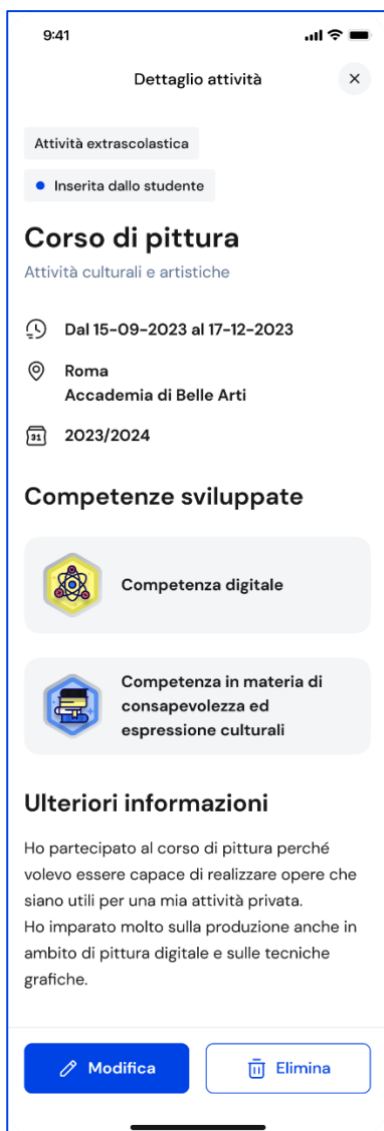 9:41
Dettaglio attività
Attività extrascolastica
Inserita dallo studente
Corso di pittura
Attività culturali e artistiche
Dal 15-09-2023 al 17-12-2023
Roma
Accademia di Belle Arti
31
2023/2024
Competenze sviluppate
Competenza digitale
Competenza in materia di
consapevolezza ed
espressione culturali
Ulteriori informazioni
Ho partecipato al corso di pittura perché
volevo essere capace di realizzare opere che
siano utili per una mia attività privata.
Ho imparato molto sulla produzione anche in
ambito di pittura digitale e sulle tecniche
grafiche.
Modifica
Elimina